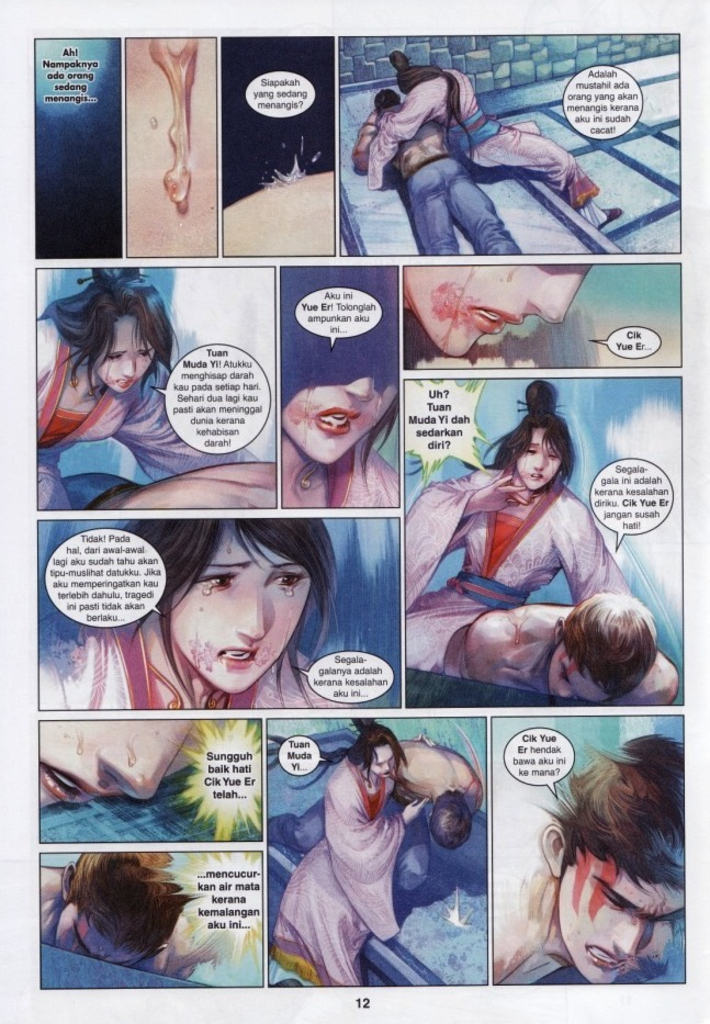 Ah!
Nampaknya
ada orang
sedang
menangis...
Siapakah
yang sedang
menangis?
Adalah
mustahil ada
orang yang akan
menangis kerana
aku ini sudah
cacat!
Tuan
Muda Yi! Atukku
menghisap darah
kau pada setiap hari.
Sehari dua lagi kau
pasti akan meninggal
dunia kerana
kehabisan
darah!
Aku ini
Yue Er! Tolonglah
ampunkan aku
ini...
Cik
Yue Er...
Uh?
Tuan
Muda Yi dah
sedarkan
diri?
Segala-
gala ini adalah
kerana kesalahan
diriku. Cik Yue Er
jangan susah
hati!
Tidak! Pada
hal, dari awal-awal
lagi aku sudah tahu akan
tipu-muslihat datukku. Jika
aku memperingatkan kau
terlebih dahulu, tragedi
ini pasti tidak akan
berlaku...
Segala-
galanya adalah
kerana kesalahan
aku ini...
Sungguh
baik hati
Cik Yue Er
telah...
...mencucur-
kan air mata
kerana
kemalangan
aku ini...
Tuan
Muda
Yi...
Cik Yue
Er hendak
bawa aku ini
ke mana?
12